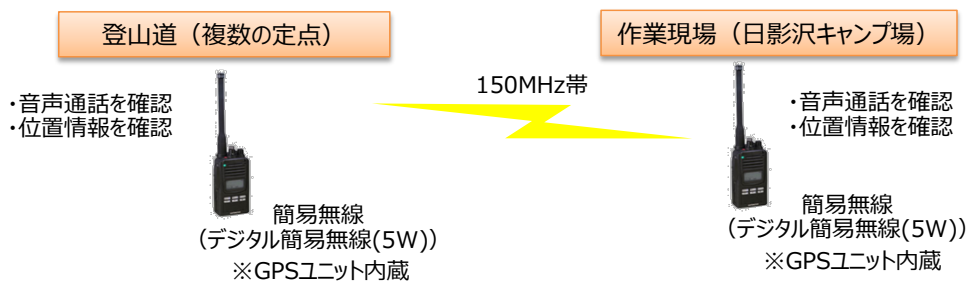 登山道（複数の定点）
作業現場（日影沢キャンプ場）
150MHz帯
・音声通話を確認
・位置情報を確認
・音声通話を確認
・位置情報を確認
簡易無線
（デジタル簡易無線(5W)）
※GPSユニット内蔵
簡易無線
（デジタル簡易無線(5W)）
※GPSユニット内蔵